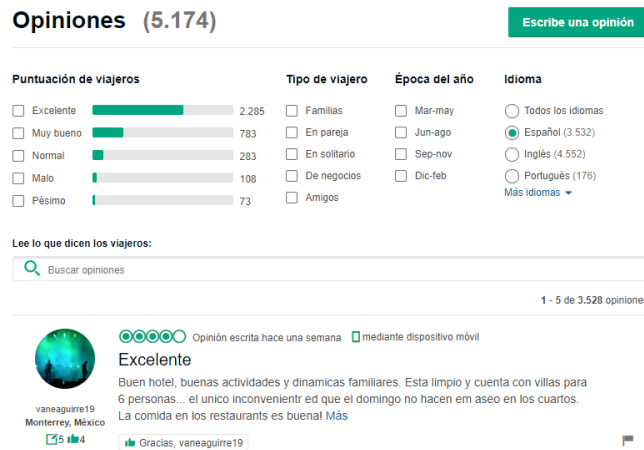 Opiniones (5.174)
Escribe una opinión
Puntuación de viajeros
Tipo de viajero
Época del año
Idioma
Excelente 2.285
Familias
Mar-may
Todos los idiomas
Muy bueno 783
En pareja
Jun-ago
Español (3.532)
Normal 283
En solitario
Sep-nov
Inglés (4.552)
Malo 108
De negocios
Dic-feb
Portugués (176)
Pésimo 73
Amigos
Más idiomas
Lee lo que dicen los viajeros:
Buscar opiniones
1 - 5 de 3.528 opiniones
Opinión escrita hace una semana mediante dispositivo móvil
Excelente
Buen hotel, buenas actividades y dinamicas familiares. Esta limpio y cuenta con villas para
6 personas... el unico inconvenientr ed que el domingo no hacen em aseo en los cuartos.
La comida en los restaurants es buena! Más
vaneaguirre19
Monterrey, México
5 4
Gracias, vaneaguirre19